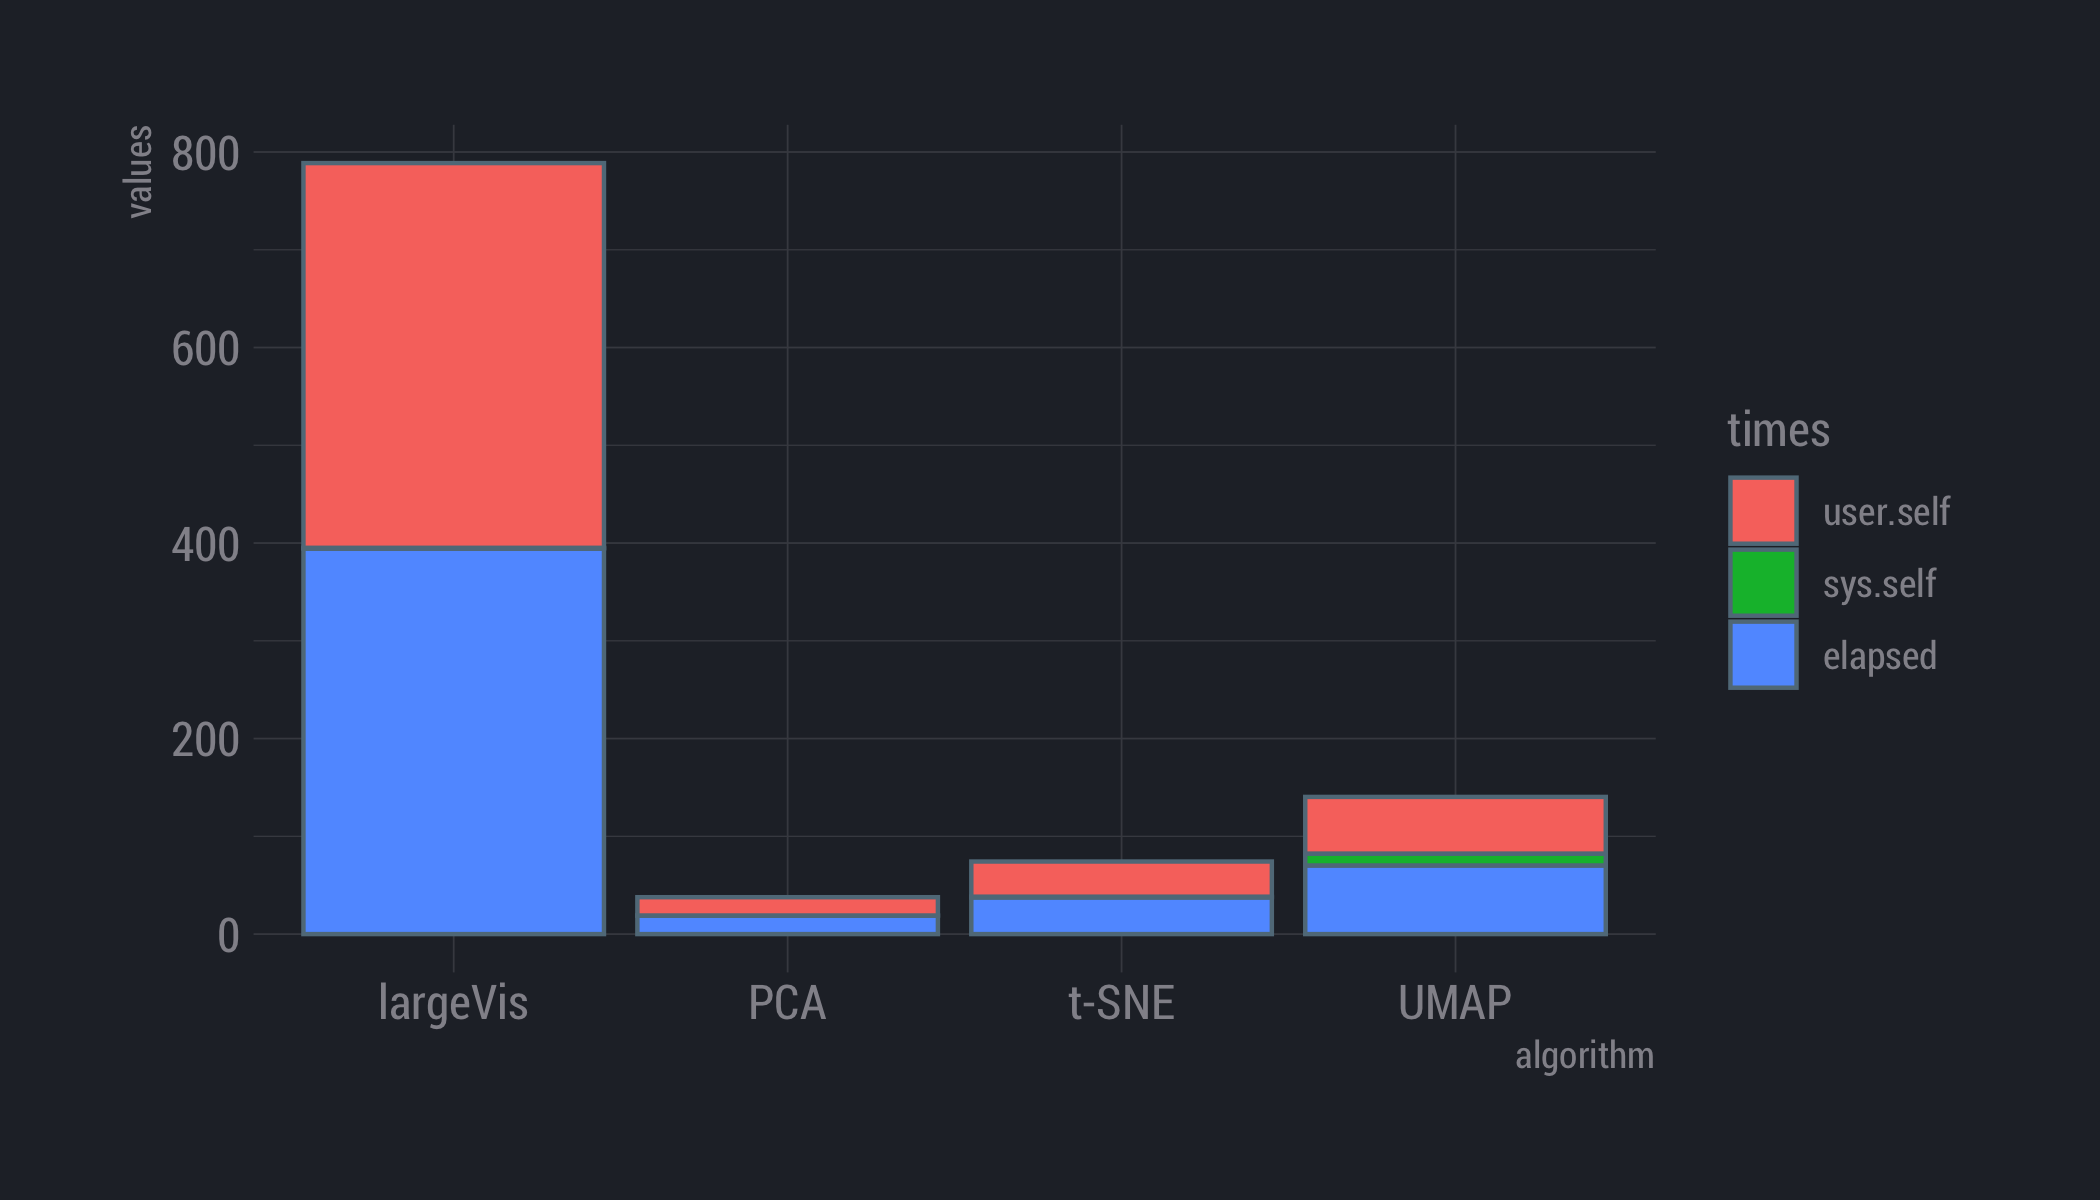 values
800
600
400
200
0
largeVis PCA t-SNE UMAP
algorithm
times
user.self
sys.self
elapsed